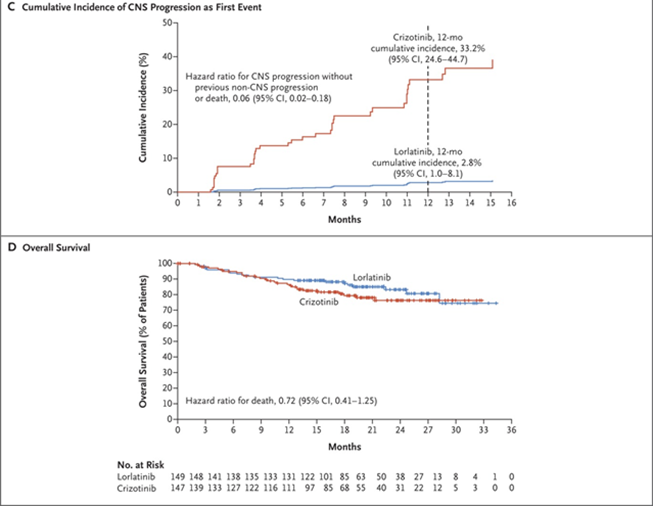 C Cumulative Incidence of CNS Progression as First Event
Cumulative Incidence (%)
50
40
30
20
10
0
Crizotinib, 12-mo
cumulative incidence, 33.2%
(95% CI, 24.6–44.7)
Hazard ratio for CNS progression without
previous non-CNS progression
or death, 0.06 (95% CI, 0.02–0.18)
Lorlatinib, 12-mo
cumulative incidence, 2.8%
(95% CI, 1.0–8.1)
0 1 2 3 4 5 6 7 8 9 10 11 12 13 14 15 16
Months
D Overall Survival
Overall Survival (% of Patients)
100
90
80
70
60
50
40
30
20
10
0
Lorlatinib
Crizotinib
Hazard ratio for death, 0.72 (95% CI, 0.41–1.25)
0 3 6 9 12 15 18 21 24 27 30 33 36
Months
No. at Risk
Lorlatinib 149 148 141 138 135 133 131 122 101 85 63 50 38 27 13 8 4 1 0
Crizotinib 147 139 133 127 122 116 111 97 85 68 55 40 31 22 12 5 3 0 0